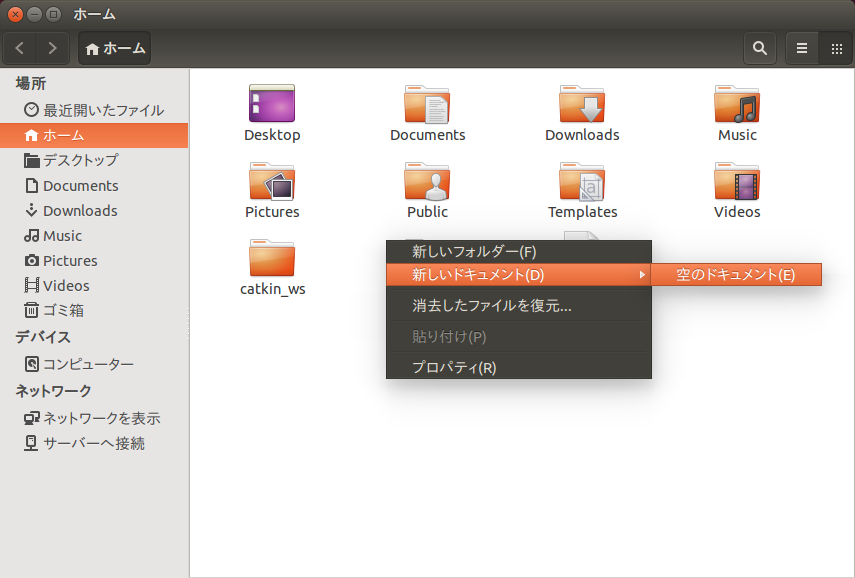 ホーム
ホーム
場所
最近開いたファイル
ホーム
デスクトップ
Documents
Downloads
Music
Pictures
Videos
ゴミ箱
デバイス
コンピューター
ネットワーク
ネットワークを表示
サーバーへ接続
Desktop
Documents
Downloads
Music
Pictures
Public
Templates
Videos
catkin_ws
新しいフォルダー(F)
新しいドキュメント(D)
空のドキュメント(E)
消去したファイルを復元...
貼り付け(P)
プロパティ(R)